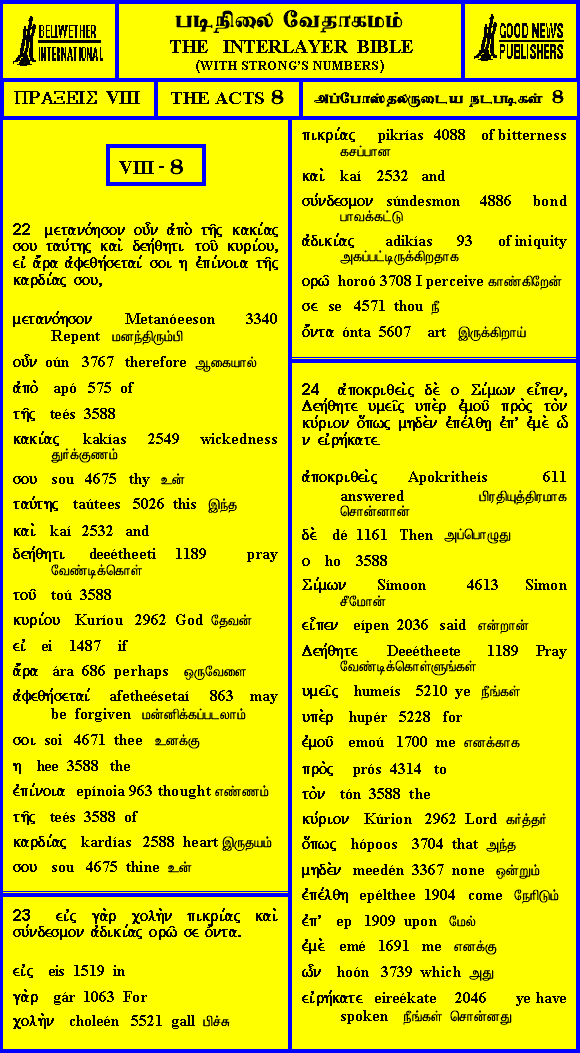 BELLWETHER
INTERNATIONAL
படிநிலை வேதாகமம்
THE INTERLAYER BIBLE
(WITH STRONG'S NUMBERS)
GOOD NEWS
PUBLISHERS
ΠΡΑΞΕΙΣ VIII
THE ACTS 8
அப்போஸ்தலருடைய நடபடிகள் 8
VIII - 8
22 μετανόησον οὖν ἀπὸ τῆς κακίας
σου ταύτης καὶ δεήθητι τοῦ κυρίου,
εἰ ἄρα ἀφεθήσεταί σοι η ἐπίνοια τῆς
καρδίας σου,
μετανόησον Metanóeeson 3340
Repent மனந்திரும்பி
οὖν oún 3767 therefore ஆகையால்
ἀπὸ apó 575 of
τῆς teés 3588
κακίας kakías 2549 wickedness
துர்க்குணம்
σου sou 4675 thy உன்
ταύτης taútees 5026 this இந்த
καὶ kaí 2532 and
δεήθητι deeétheeti 1189 pray
வேண்டிக்கொள்
τοῦ toú 3588
κυρίου Kuríou 2962 God தேவன்
εἰ ei 1487 if
ἄρα ára 686 perhaps ஒருவேளை
ἀφεθήσεταί afetheésetaí 863 may
be forgiven மன்னிக்கப்படலாம்
σοι soi 4671 thee உனக்கு
η hee 3588 the
ἐπίνοια epínoia 963 thought எண்ணம்
τῆς teés 3588 of
καρδίας kardías 2588 heart இருதயம்
σου sou 4675 thine உன்
23 εἰς γὰρ χολὴν πικρίας καὶ
σύνδεσμον ἀδικίας ορῶ σε ὄντα.
εἰς eis 1519 in
γὰρ gár 1063 For
χολὴν choleén 5521 gall பிச்சு
πικρίας pikrías 4088 of bitterness
கசப்பான
καὶ kaí 2532 and
σύνδεσμον súndesmon 4886 bond
பாவக்கட்டு
ἀδικίας adikías 93 of iniquity
அகப்பட்டிருக்கிறதாக
ορῶ horoó 3708 I perceive காண்கிறேன்
σε se 4571 thou நீ
ὄντα ónta 5607 art இருக்கிறாய்
24 ἀποκριθεὶς δὲ ο Σίμων εἶπεν,
Δεήθητε υμεῖς υπὲρ ἐμοῦ πρὸς τὸν
κύριον ὅπως μηδὲν ἐπέλθῃ ἐπ' ἐμὲ ὧ
ν εἰρήκατε.
ἀποκριθεὶς Apokritheís 611
answered பிரதியுத்திரமாக
சொன்னான்
δὲ dé 1161 Then அப்பொழுது
ο ho 3588
Σίμων Símoon 4613 Simon
சீமோன்
εἶπεν eípen 2036 said என்றான்
Δεήθητε Deeétheete 1189 Pray
வேண்டிக்கொள்ளுங்கள்
υμεῖς humeís 5210 ye நீங்கள்
υπὲρ hupér 5228 for
ἐμοῦ emoú 1700 me எனக்காக
πρὸς prós 4314 to
τὸν tón 3588 the
κύριον Kúrion 2962 Lord கர்த்தர்
ὅπως hópoos 3704 that அந்த
μηδὲν meedén 3367 none ஒன்றும்
ἐπέλθῃ epélthee 1904 come நேரிடும்
ἐπ' ep 1909 upon மேல்
ἐμὲ emé 1691 me எனக்கு
ὧν hoón 3739 which அது
εἰρήκατε eireékate 2046 ye have
spoken நீங்கள் சொன்னது